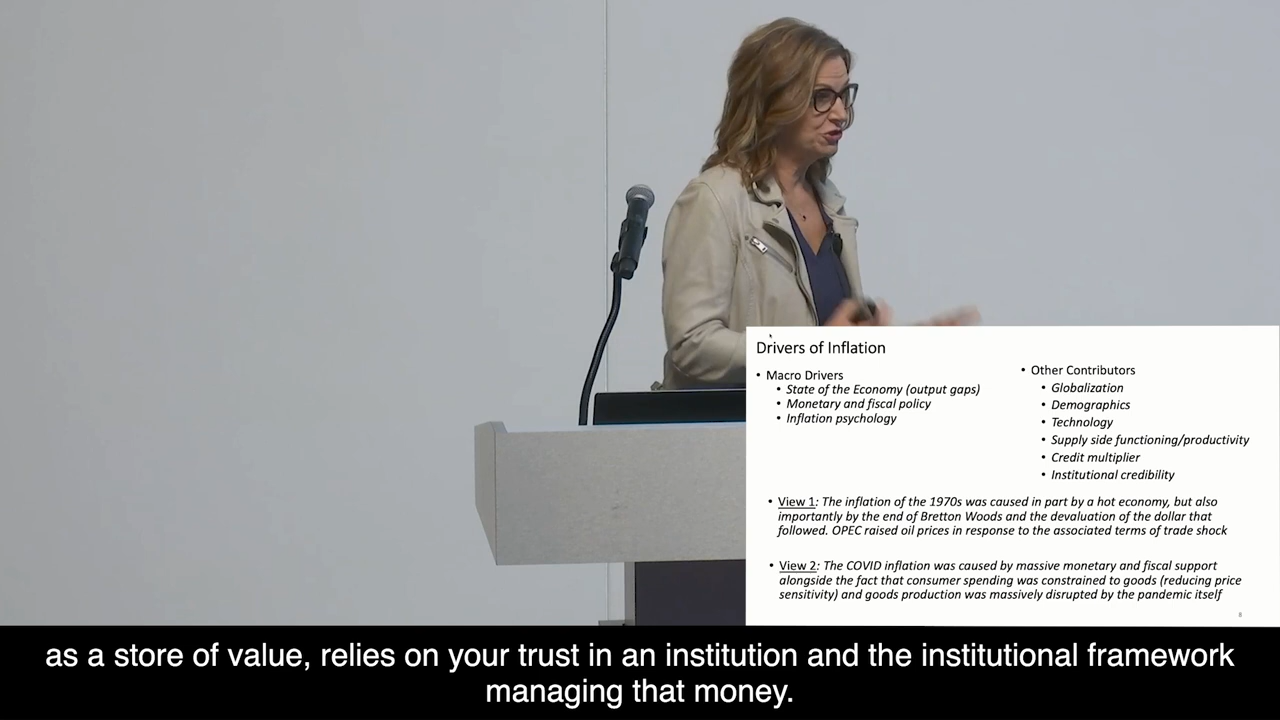 Drivers of Inflation
• Macro Drivers
• State of the Economy (output gaps)
• Monetary and fiscal policy
• Inflation psychology
• Other Contributors
• Globalization
• Demographics
• Technology
• Supply side functioning/productivity
• Credit multiplier
• Institutional credibility
• View 1: The inflation of the 1970s was caused in part by a hot economy, but also
importantly by the end of Bretton Woods and the devaluation of the dollar that
followed. OPEC raised oil prices in response to the associated terms of trade shock
• View 2: The COVID inflation was caused by massive monetary and fiscal support
alongside the fact that consumer spending was constrained to goods (reducing price
sensitivity) and goods production was massively disrupted by the pandemic itself
8
as a store of value, relies on your trust in an institution and the institutional framework
managing that money.